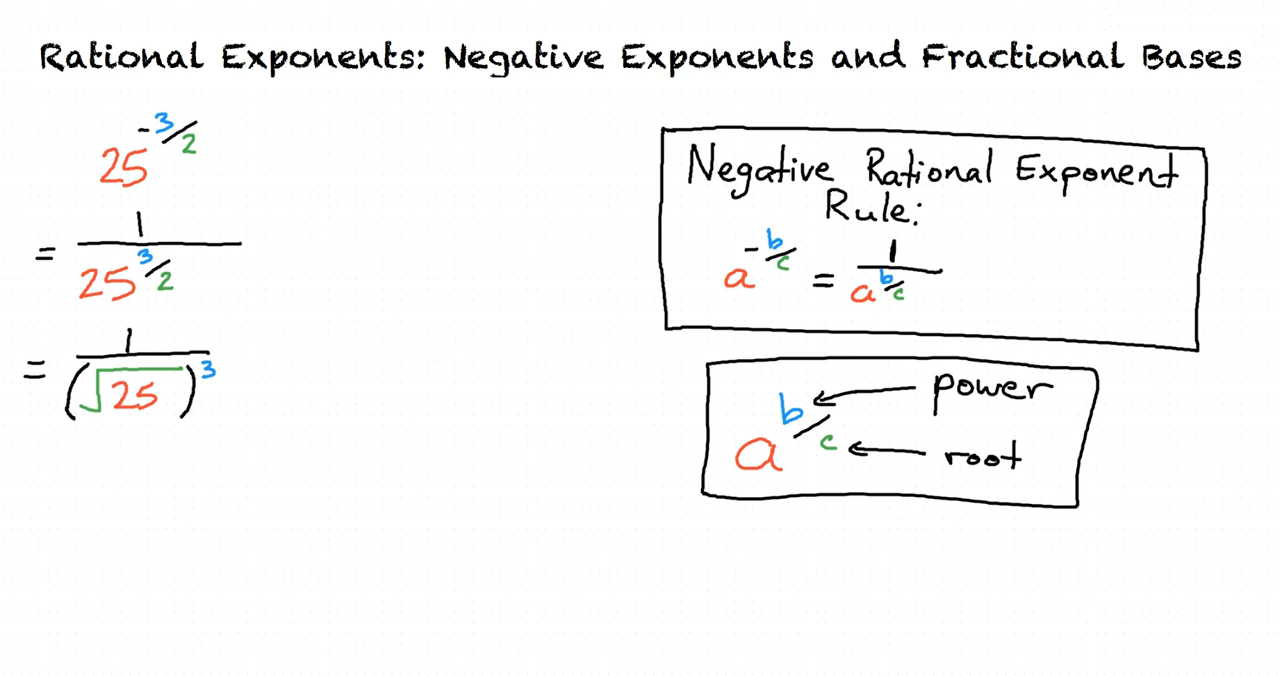 Rational Exponents: Negative Exponents and Fractional Bases
25^(-3/2)
= 1/25^(3/2)
= 1/(√25)^3
Negative Rational Exponent
Rule:
a^(-b/c) = 1/a^(b/c)
a^(b/c)
power
root